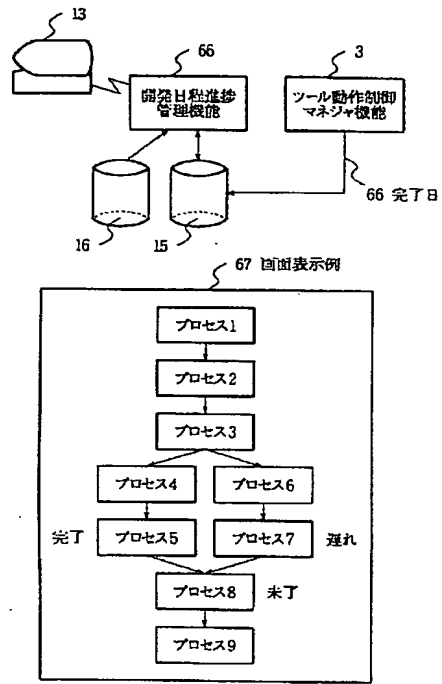 13
66
3
開発日程進捗
管理機能
ツール動作制御
マネジャ機能
66 完了日
16
15
67 画面表示例
プロセス1
プロセス2
プロセス3
プロセス4
プロセス6
完了
プロセス5
プロセス7
遅れ
プロセス8
未了
プロセス9